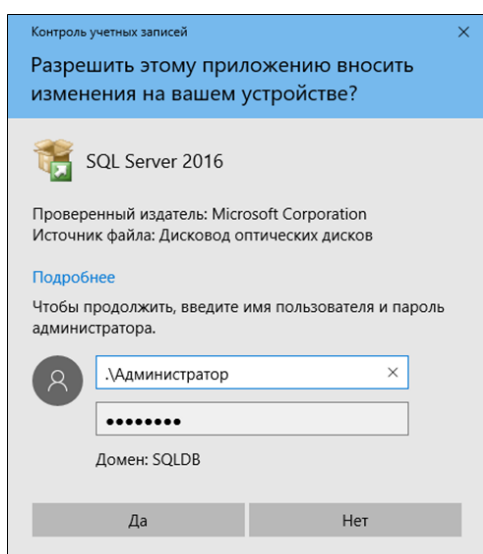 Контроль учетных записей
Разрешить этому приложению вносить
изменения на вашем устройстве?
SQL Server 2016
Проверенный издатель: Microsoft Corporation
Источник файла: Дисковод оптических дисков
Подробнее
Чтобы продолжить, введите имя пользователя и пароль
администратора.
.\Администратор
••••••••
Домен: SQLDB
Да
Нет